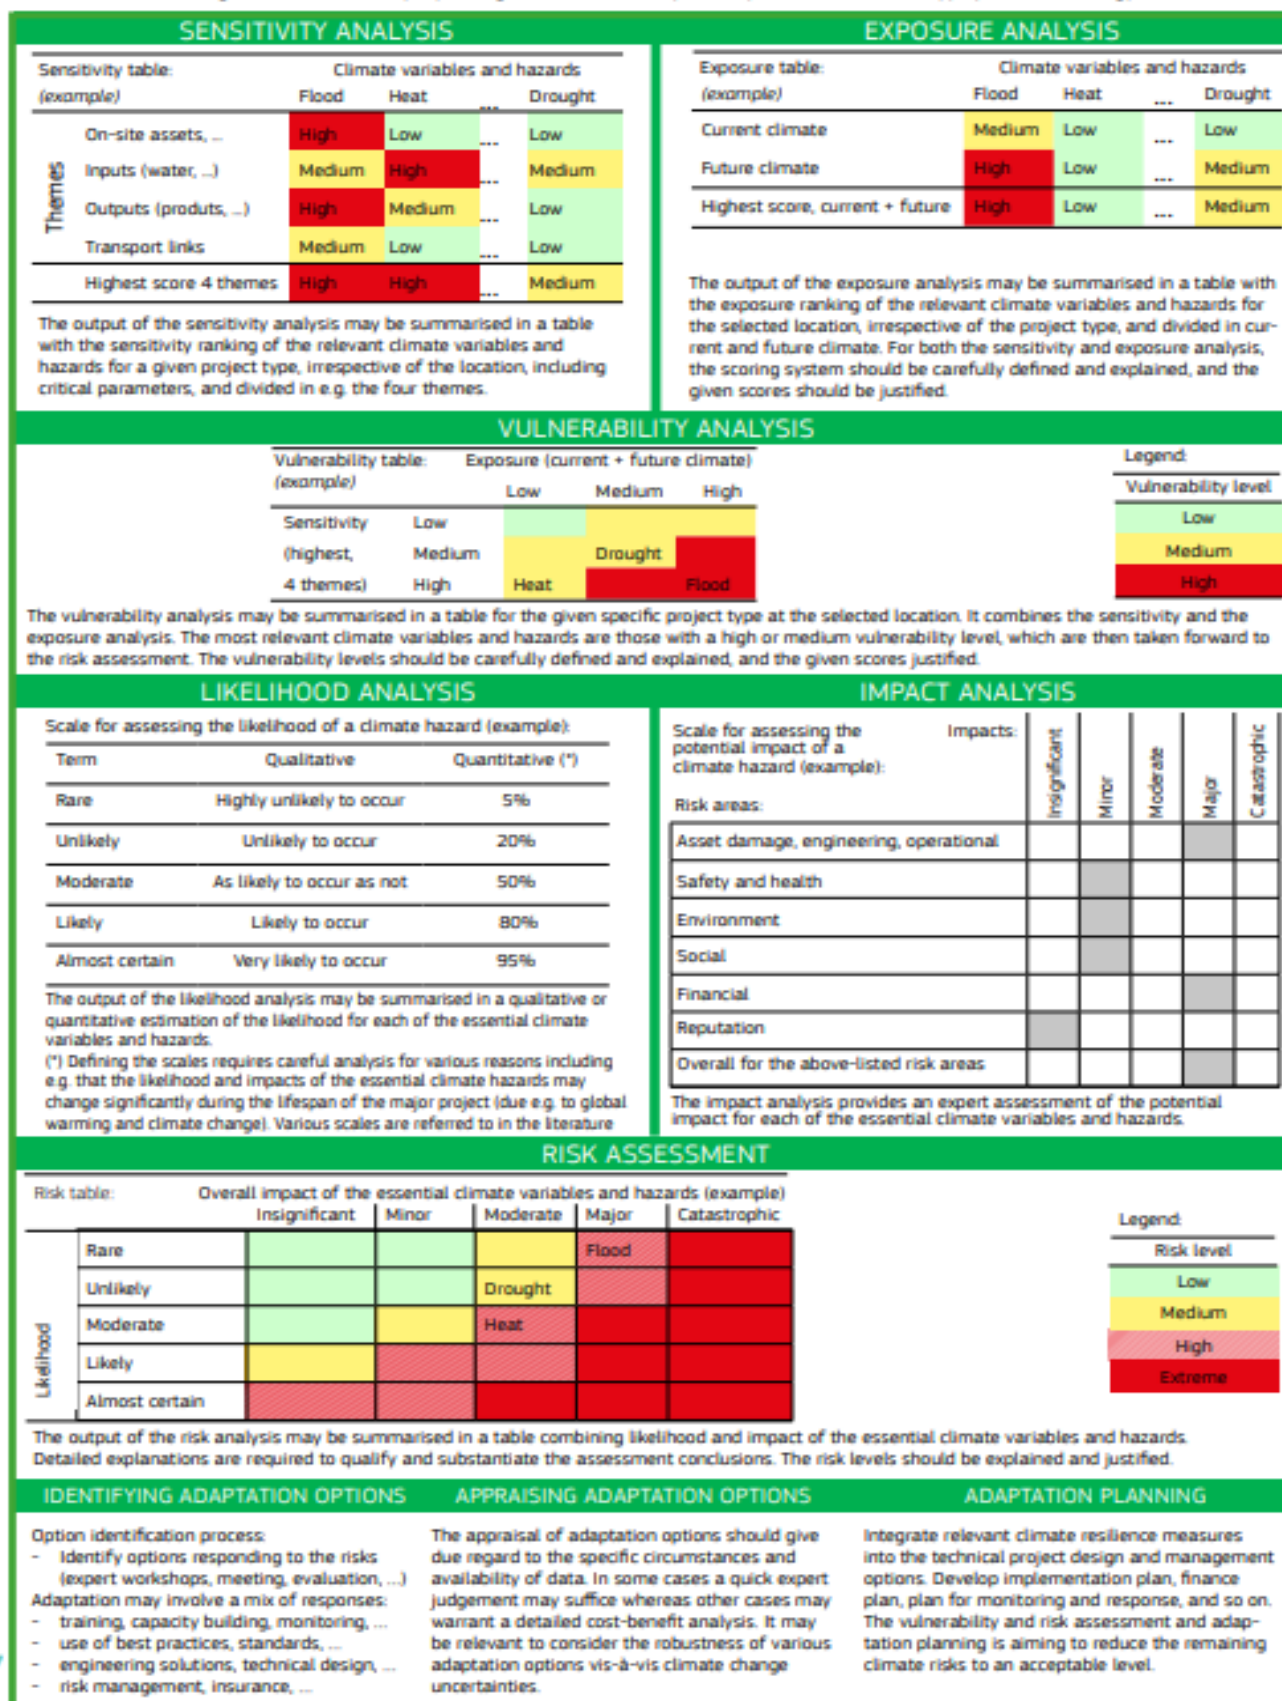 SENSITIVITY ANALYSIS
Sensitivity table: Climate variables and hazards
(example) Flood Heat ... Drought
Themes
On-site assets, ... High Low ... Low
Inputs (water, ...) Medium High ... Medium
Outputs (produts, ...) High Medium ... Low
Transport links Medium Low ... Low
Highest score 4 themes High High ... Medium
The output of the sensitivity analysis may be summarised in a table
with the sensitivity ranking of the relevant climate variables and
hazards for a given project type, irrespective of the location, including
critical parameters, and divided in e.g. the four themes.
EXPOSURE ANALYSIS
Exposure table: Climate variables and hazards
(example) Flood Heat ... Drought
Current climate Medium Low ... Low
Future climate High Low ... Medium
Highest score, current + future High Low ... Medium
The output of the exposure analysis may be summarised in a table with
the exposure ranking of the relevant climate variables and hazards for
the selected location, irrespective of the project type, and divided in cur-
rent and future climate. For both the sensitivity and exposure analysis,
the scoring system should be carefully defined and explained, and the
given scores should be justified.
VULNERABILITY ANALYSIS
Vulnerability table: Exposure (current + future climate)
(example) Low Medium High
Sensitivity Low
(highest, Medium Drought
4 themes) High Heat Flood
Legend:
Vulnerability level
Low
Medium
High
The vulnerability analysis may be summarised in a table for the given specific project type at the selected location. It combines the sensitivity and the
exposure analysis. The most relevant climate variables and hazards are those with a high or medium vulnerability level, which are then taken forward to
the risk assessment. The vulnerability levels should be carefully defined and explained, and the given scores justified.
LIKELIHOOD ANALYSIS
Scale for assessing the likelihood of a climate hazard (example):
Term Qualitative Quantitative (*)
Rare Highly unlikely to occur 5%
Unlikely Unlikely to occur 20%
Moderate As likely to occur as not 50%
Likely Likely to occur 80%
Almost certain Very likely to occur 95%
The output of the likelihood analysis may be summarised in a qualitative or
quantitative estimation of the likelihood for each of the essential climate
variables and hazards.
(*) Defining the scales requires careful analysis for various reasons including
e.g. that the likelihood and impacts of the essential climate hazards may
change significantly during the lifespan of the major project (due e.g. to global
warming and climate change). Various scales are referred to in the literature
IMPACT ANALYSIS
Scale for assessing the Impacts:
potential impact of a
climate hazard (example):
Insignificant Minor Moderate Major Catastrophic
Risk areas:
Asset damage, engineering, operational
Safety and health
Environment
Social
Financial
Reputation
Overall for the above-listed risk areas
The impact analysis provides an expert assessment of the potential
impact for each of the essential climate variables and hazards.
RISK ASSESSMENT
Risk table: Overall impact of the essential climate variables and hazards (example)
Insignificant Minor Moderate Major Catastrophic
Likelihood
Rare Flood
Unlikely Drought
Moderate Heat
Likely
Almost certain
Legend:
Risk level
Low
Medium
High
Extreme
The output of the risk analysis may be summarised in a table combining likelihood and impact of the essential climate variables and hazards.
Detailed explanations are required to qualify and substantiate the assessment conclusions. The risk levels should be explained and justified.
IDENTIFYING ADAPTATION OPTIONS
Option identification process:
- Identify options responding to the risks
(expert workshops, meeting, evaluation, ...)
Adaptation may involve a mix of responses:
- training, capacity building, monitoring, ...
- use of best practices, standards, ...
- engineering solutions, technical design, ...
- risk management, insurance, ...
APPRAISING ADAPTATION OPTIONS
The appraisal of adaptation options should give
due regard to the specific circumstances and
availability of data. In some cases a quick expert
judgement may suffice whereas other cases may
warrant a detailed cost-benefit analysis. It may
be relevant to consider the robustness of various
adaptation options vis-à-vis climate change
uncertainties.
ADAPTATION PLANNING
Integrate relevant climate resilience measures
into the technical project design and management
options. Develop implementation plan, finance
plan, plan for monitoring and response, and so on.
The vulnerability and risk assessment and adap-
tation planning is aiming to reduce the remaining
climate risks to an acceptable level.